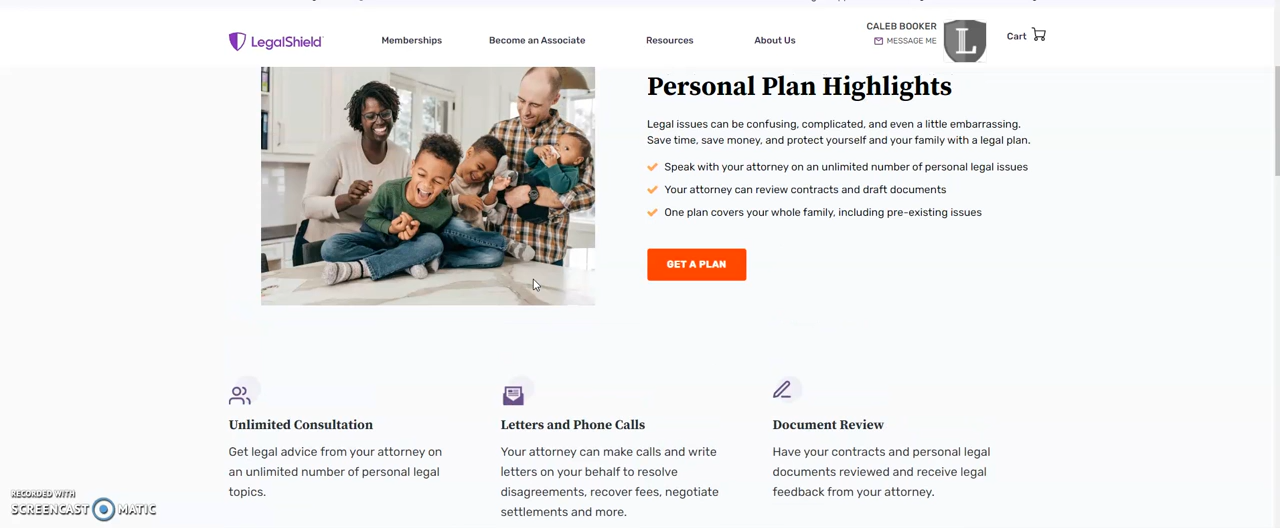 CALEB BOOKER
LegalShield
Memberships
Become an Associate
Resources
About Us
MESSAGE ME
L
Cart
Personal Plan Highlights
Legal issues can be confusing, complicated, and even a little embarrassing.
Save time, save money, and protect yourself and your family with a legal plan.
Speak with your attorney on an unlimited number of personal legal issues
Your attorney can review contracts and draft documents
One plan covers your whole family, including pre-existing issues
GET A PLAN
Unlimited Consultation
Get legal advice from your attorney on
an unlimited number of personal legal
topics.
Letters and Phone Calls
Your attorney can make calls and write
letters on your behalf to resolve
disagreements, recover fees, negotiate
settlements and more.
Document Review
Have your contracts and personal legal
documents reviewed and receive legal
feedback from your attorney.
RECORDED WITH
SCREENCAST MATIC